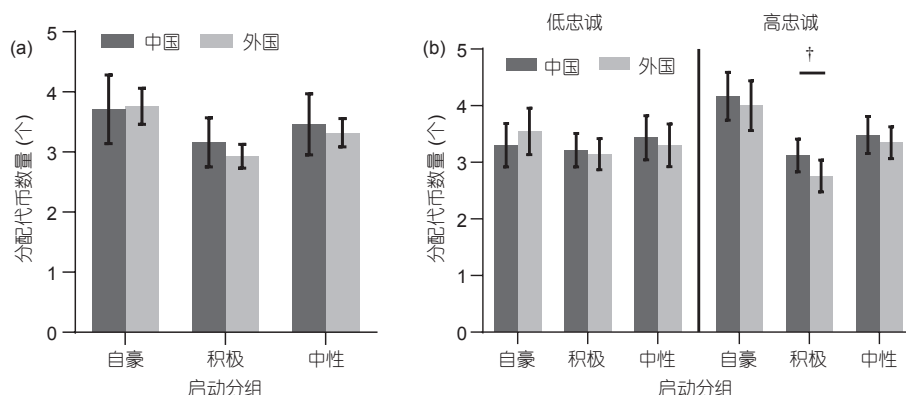 (a)
分配代币数量 (个)
5
4
3
2
1
0
中国
外国
自豪
积极
中性
启动分组
(b)
低忠诚
高忠诚
分配代币数量 (个)
5
4
3
2
1
0
中国
外国
†
自豪
积极
中性
自豪
积极
中性
启动分组